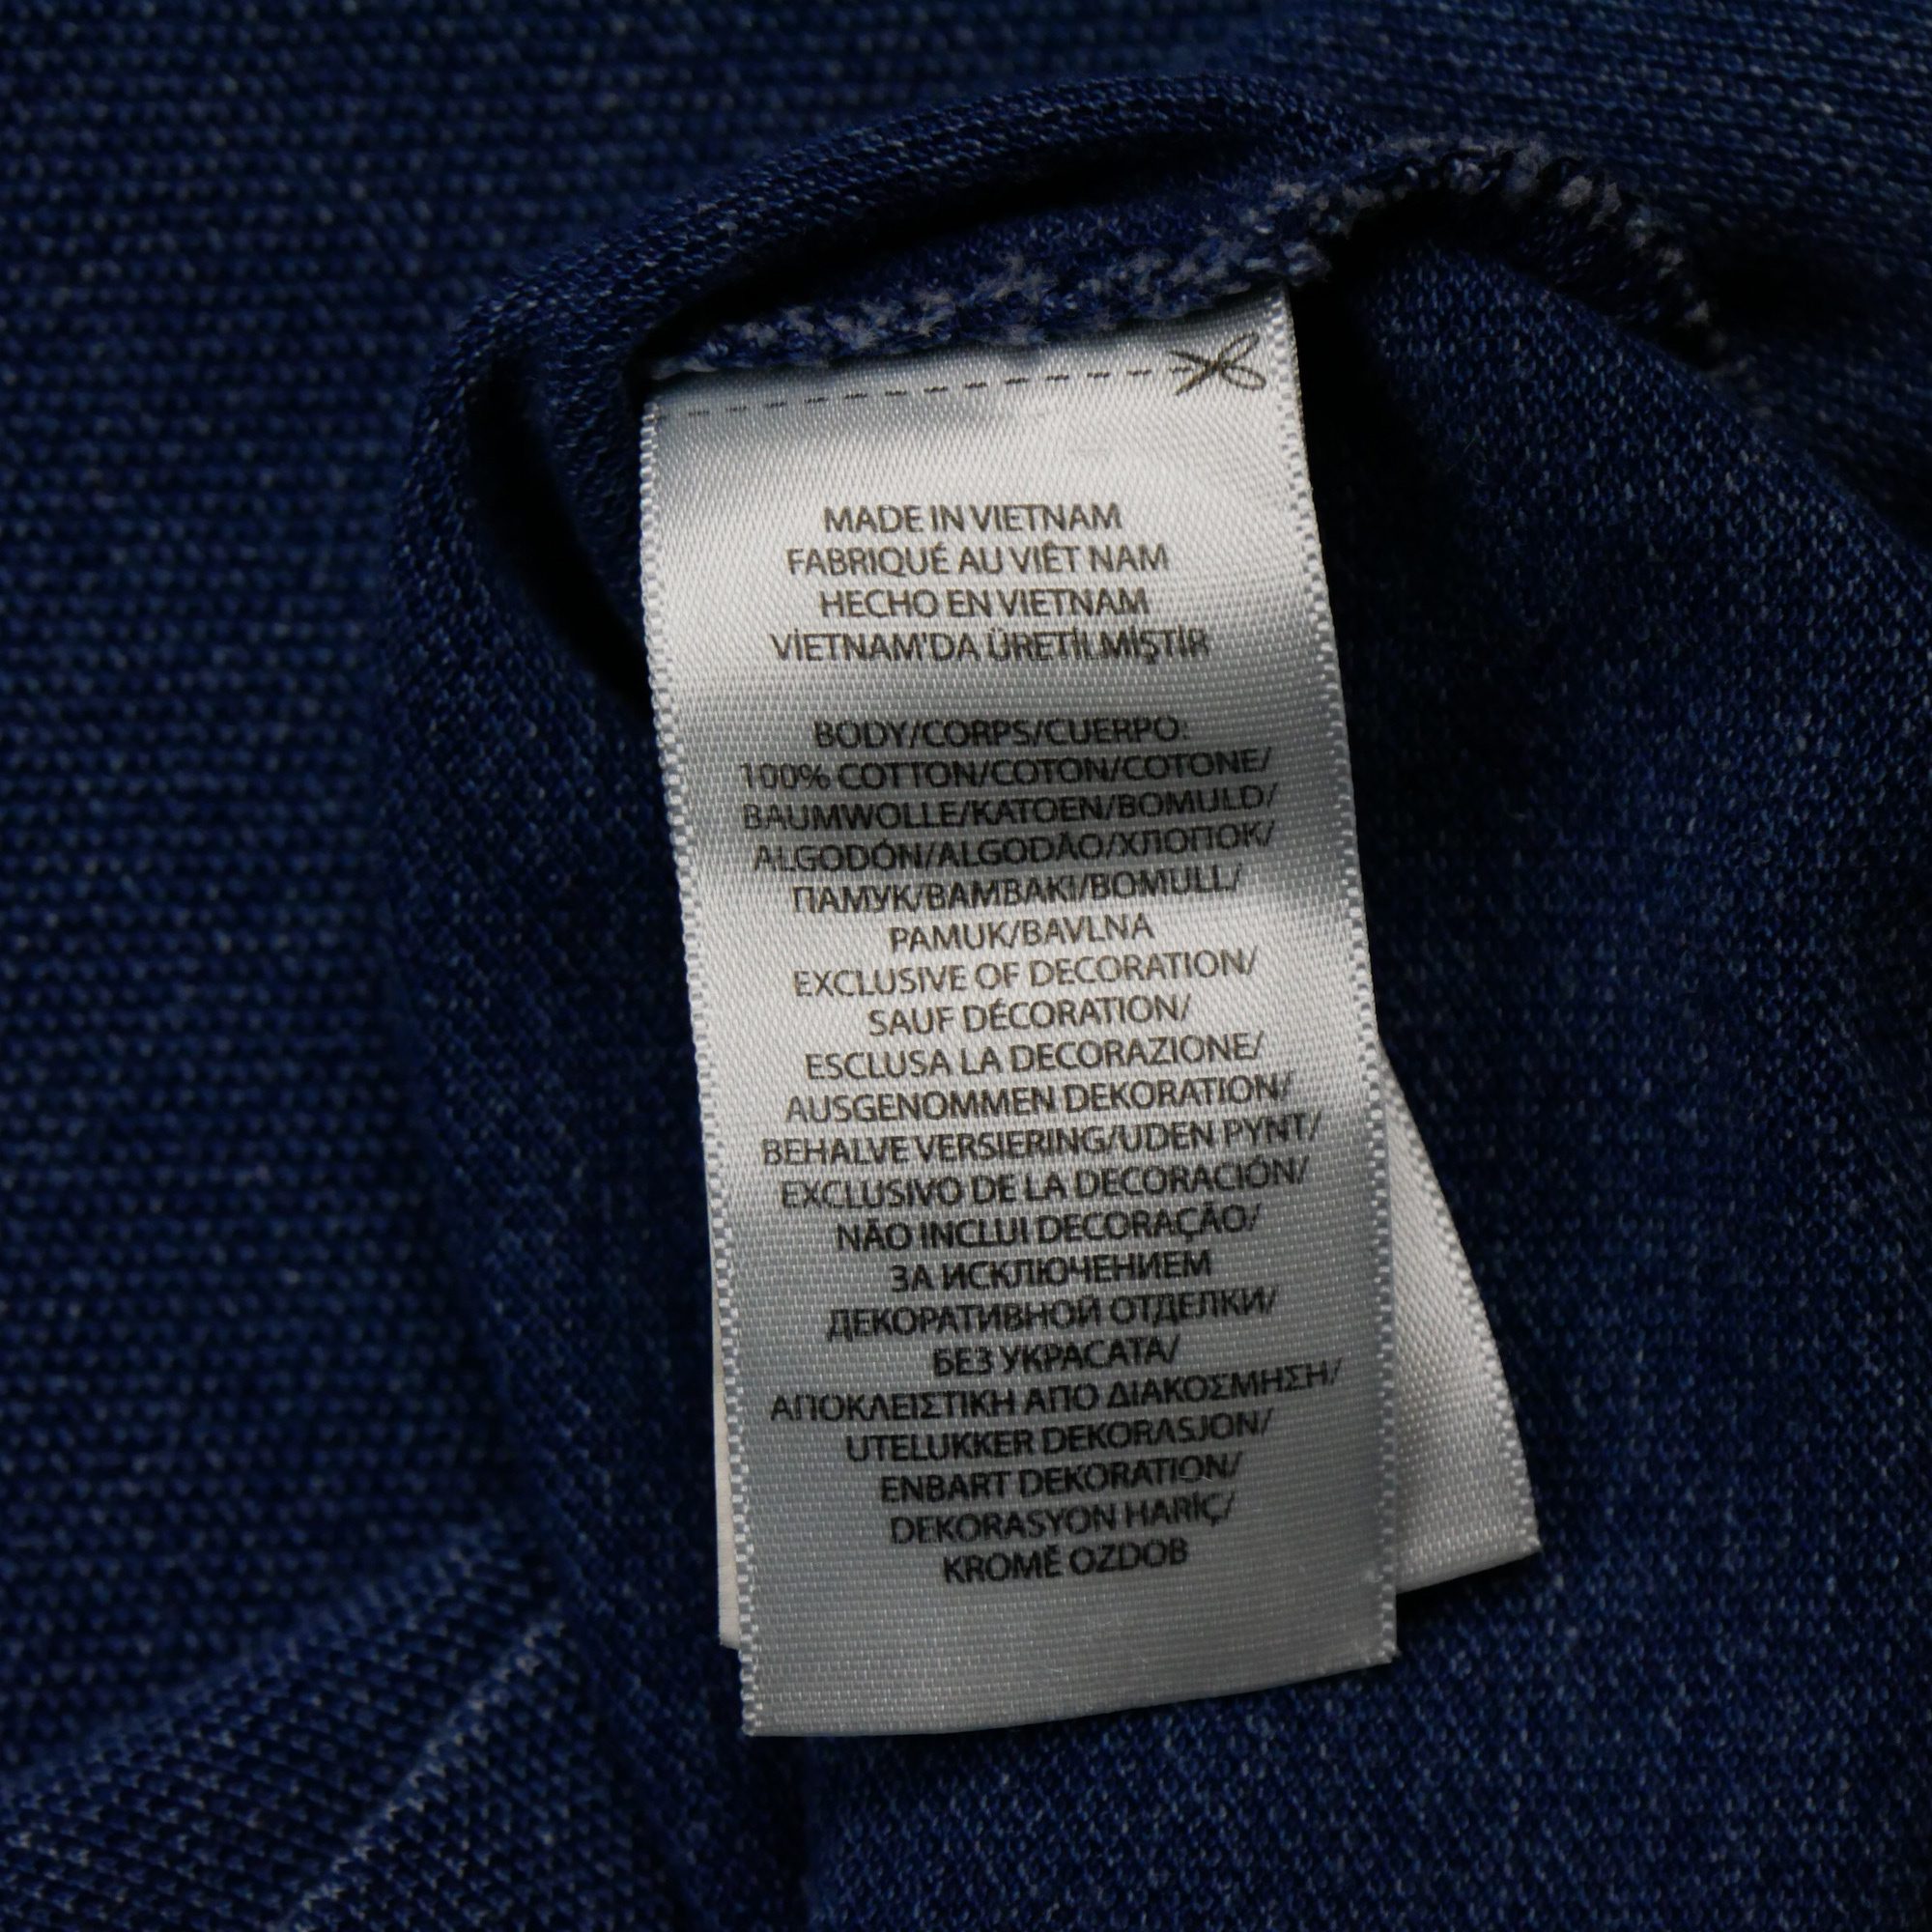 MADE IN VIETNAM
FABRIQUÉ AU VIÊT NAM
HECHO EN VIETNAM
VİETNAM'DA ÜRETİLMİŞTİR
BODY/CORPS/CUERPO:
100% COTTON/COTON/COTONE/
BAUMWOLLE/KATOEN/BOMULD/
ALGODÓN/ALGODÃO/ХЛОПОК/
ПАМУК/BAMBAKI/BOMULL/
PAMUK/BAVLNA
EXCLUSIVE OF DECORATION/
SAUF DÉCORATION/
ESCLUSA LA DECORAZIONE/
AUSGENOMMEN DEKORATION/
BEHALVE VERSIERING/UDEN PYNT/
EXCLUSIVO DE LA DECORACIÓN/
NÃO INCLUI DECORAÇÃO/
ЗА ИСКЛЮЧЕНИЕМ
ДЕКОРАТИВНОЙ ОТДЕЛКИ/
БЕЗ УКРАСАТА/
ΑΠΟΚΛΕΙΣΤΙΚΗ ΑΠΟ ΔΙΑΚΟΣΜΗΣΗ/
UTELUKKER DEKORASJON/
ENBART DEKORATION/
DEKORASYON HARİÇ/
KROMĚ OZDOB